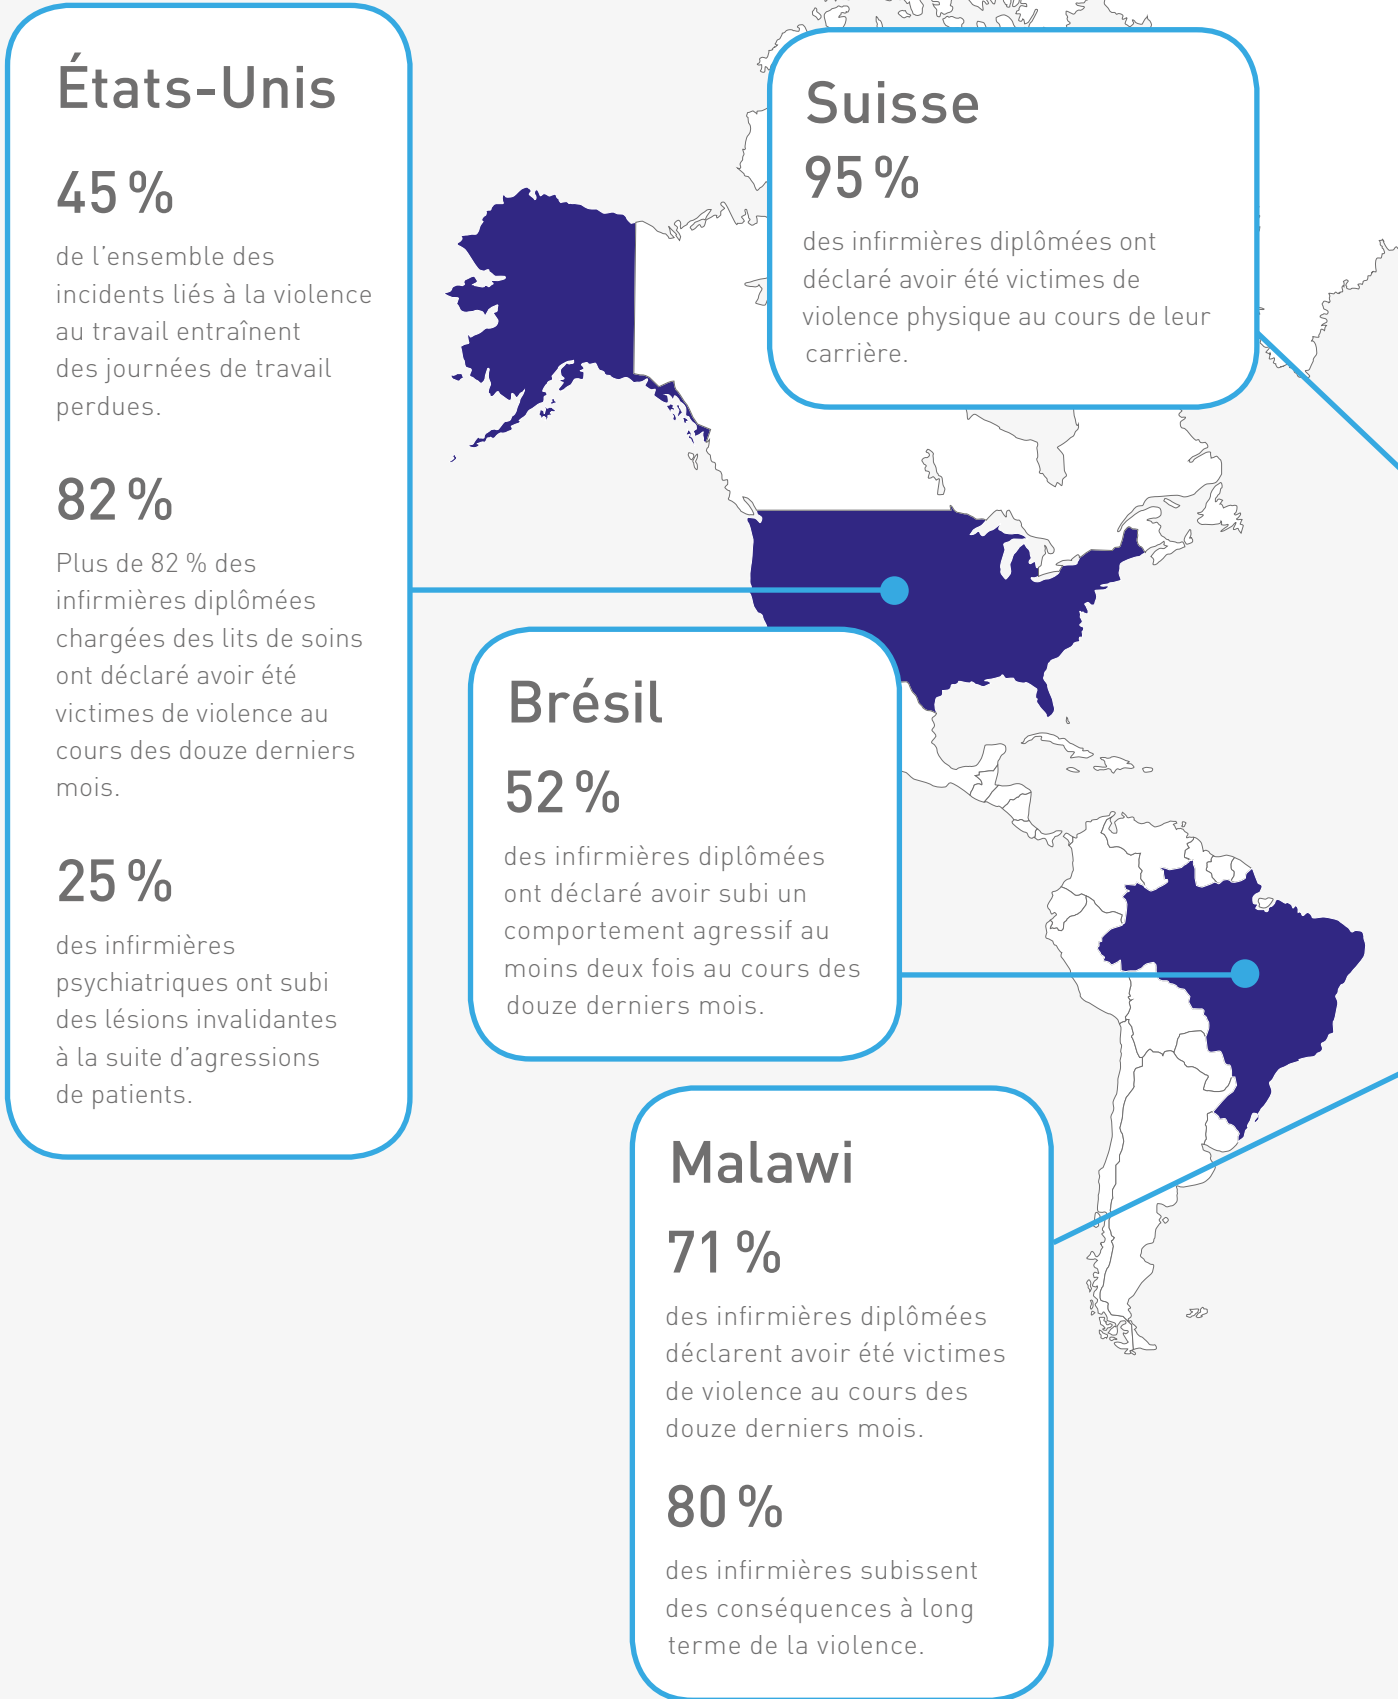 États-Unis
45 %
de l'ensemble des
incidents liés à la violence
au travail entraînent
des journées de travail
perdues.
82 %
Plus de 82 % des
infirmières diplômées
chargées des lits de soins
ont déclaré avoir été
victimes de violence au
cours des douze derniers
mois.
25 %
des infirmières
psychiatriques ont subi
des lésions invalidantes
à la suite d'agressions
de patients.
Suisse
95 %
des infirmières diplômées ont
déclaré avoir été victimes de
violence physique au cours de leur
carrière.
Brésil
52 %
des infirmières diplômées
ont déclaré avoir subi un
comportement agressif au
moins deux fois au cours des
douze derniers mois.
Malawi
71 %
des infirmières diplômées
déclarent avoir été victimes
de violence au cours des
douze derniers mois.
80 %
des infirmières subissent
des conséquences à long
terme de la violence.